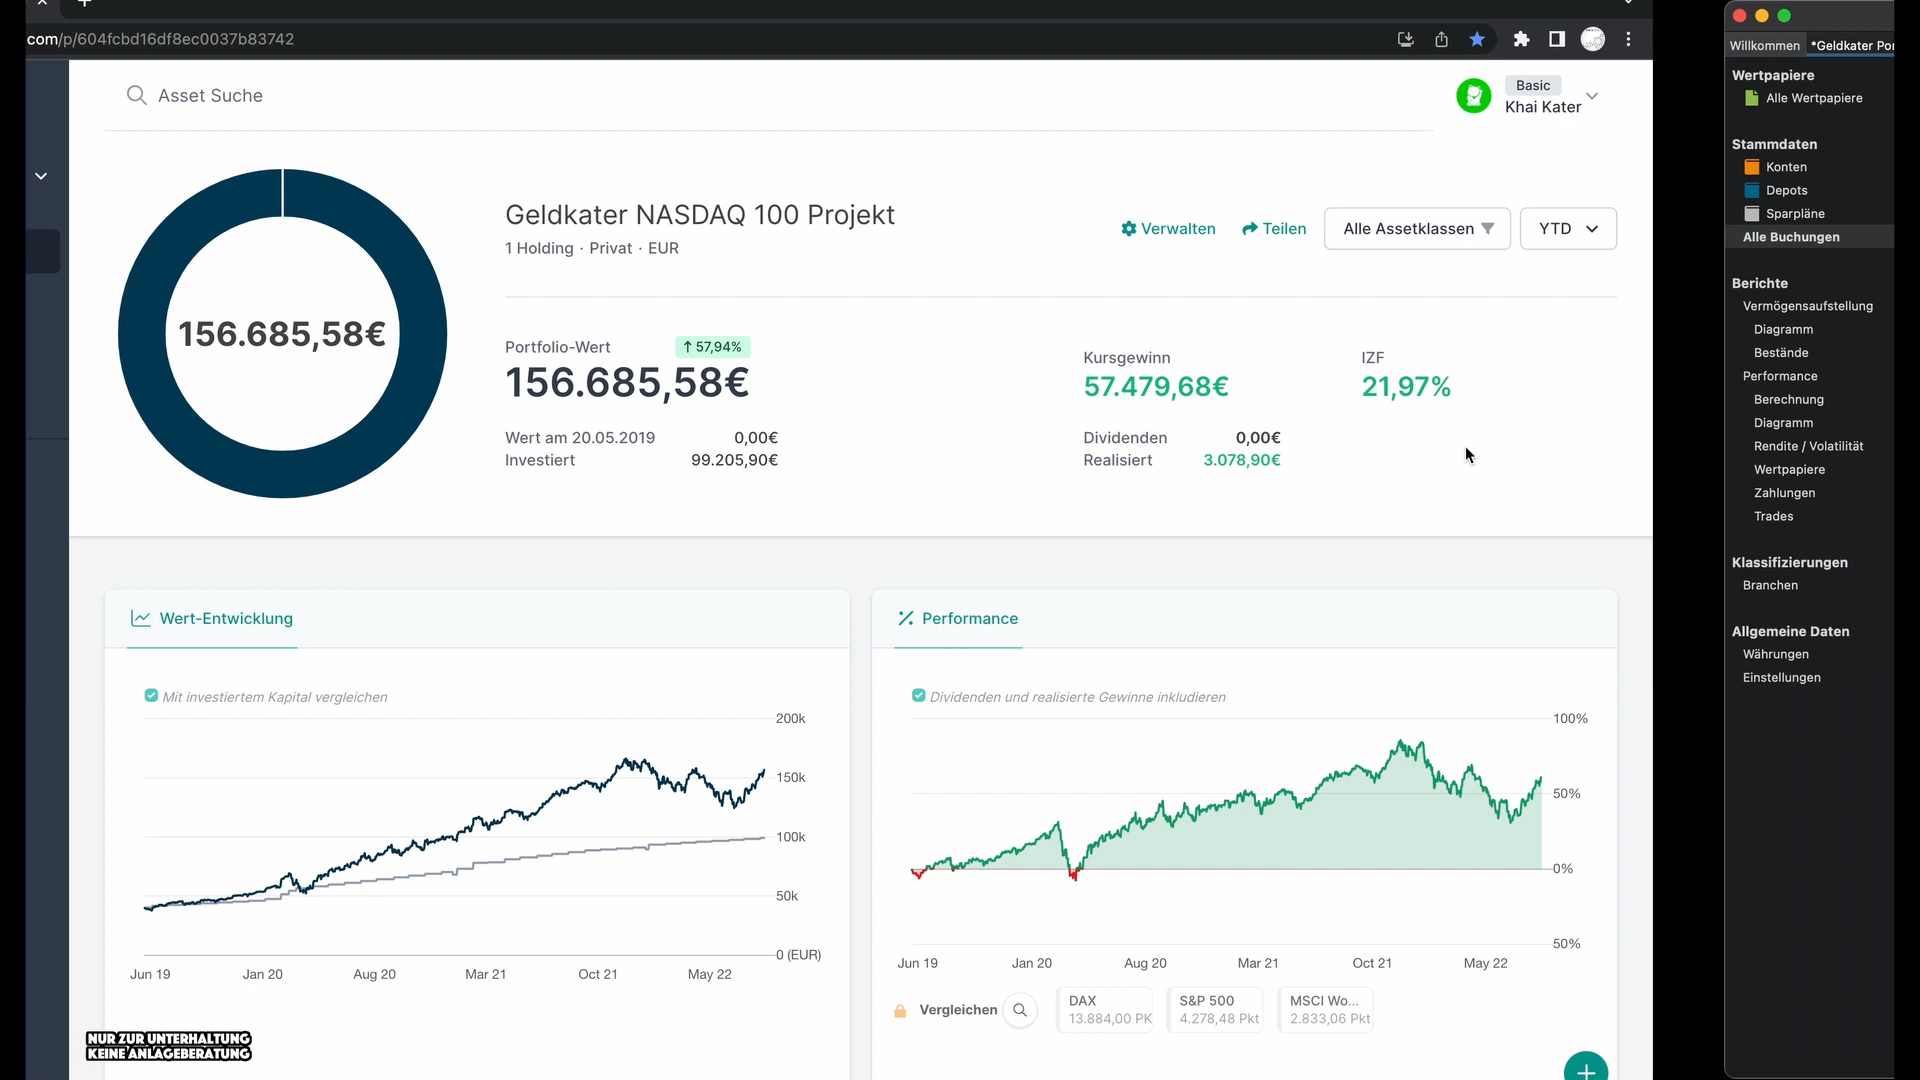 com/p/604fcbd16df8ec0037b83742
Asset Suche
Basic
Khai Kater
156.685,58€
Geldkater NASDAQ 100 Projekt
1 Holding · Privat · EUR
Verwalten
Teilen
Alle Assetklassen
YTD
Portfolio-Wert
↑ 57,94%
156.685,58€
Wert am 20.05.2019 0,00€
Investiert 99.205,90€
Kursgewinn
57.479,68€
Dividenden 0,00€
Realisiert 3.078,90€
IZF
21,97%
Wert-Entwicklung
Mit investiertem Kapital vergleichen
200k
150k
100k
50k
0 (EUR)
Jun 19 Jan 20 Aug 20 Mar 21 Oct 21 May 22
Performance
Dividenden und realisierte Gewinne inkludieren
100%
50%
0%
50%
Jun 19 Jan 20 Aug 20 Mar 21 Oct 21 May 22
Vergleichen
DAX
13.884,00 PK
S&P 500
4.278,48 Pkt
MSCI Wo...
2.833,06 Pkt
NUR ZUR UNTERHALTUNG
KEINE ANLAGEBERATUNG
Willkommen
*Geldkater Por
Wertpapiere
Alle Wertpapiere
Stammdaten
Konten
Depots
Sparpläne
Alle Buchungen
Berichte
Vermögensaufstellung
Diagramm
Bestände
Performance
Berechnung
Diagramm
Rendite / Volatilität
Wertpapiere
Zahlungen
Trades
Klassifizierungen
Branchen
Allgemeine Daten
Währungen
Einstellungen